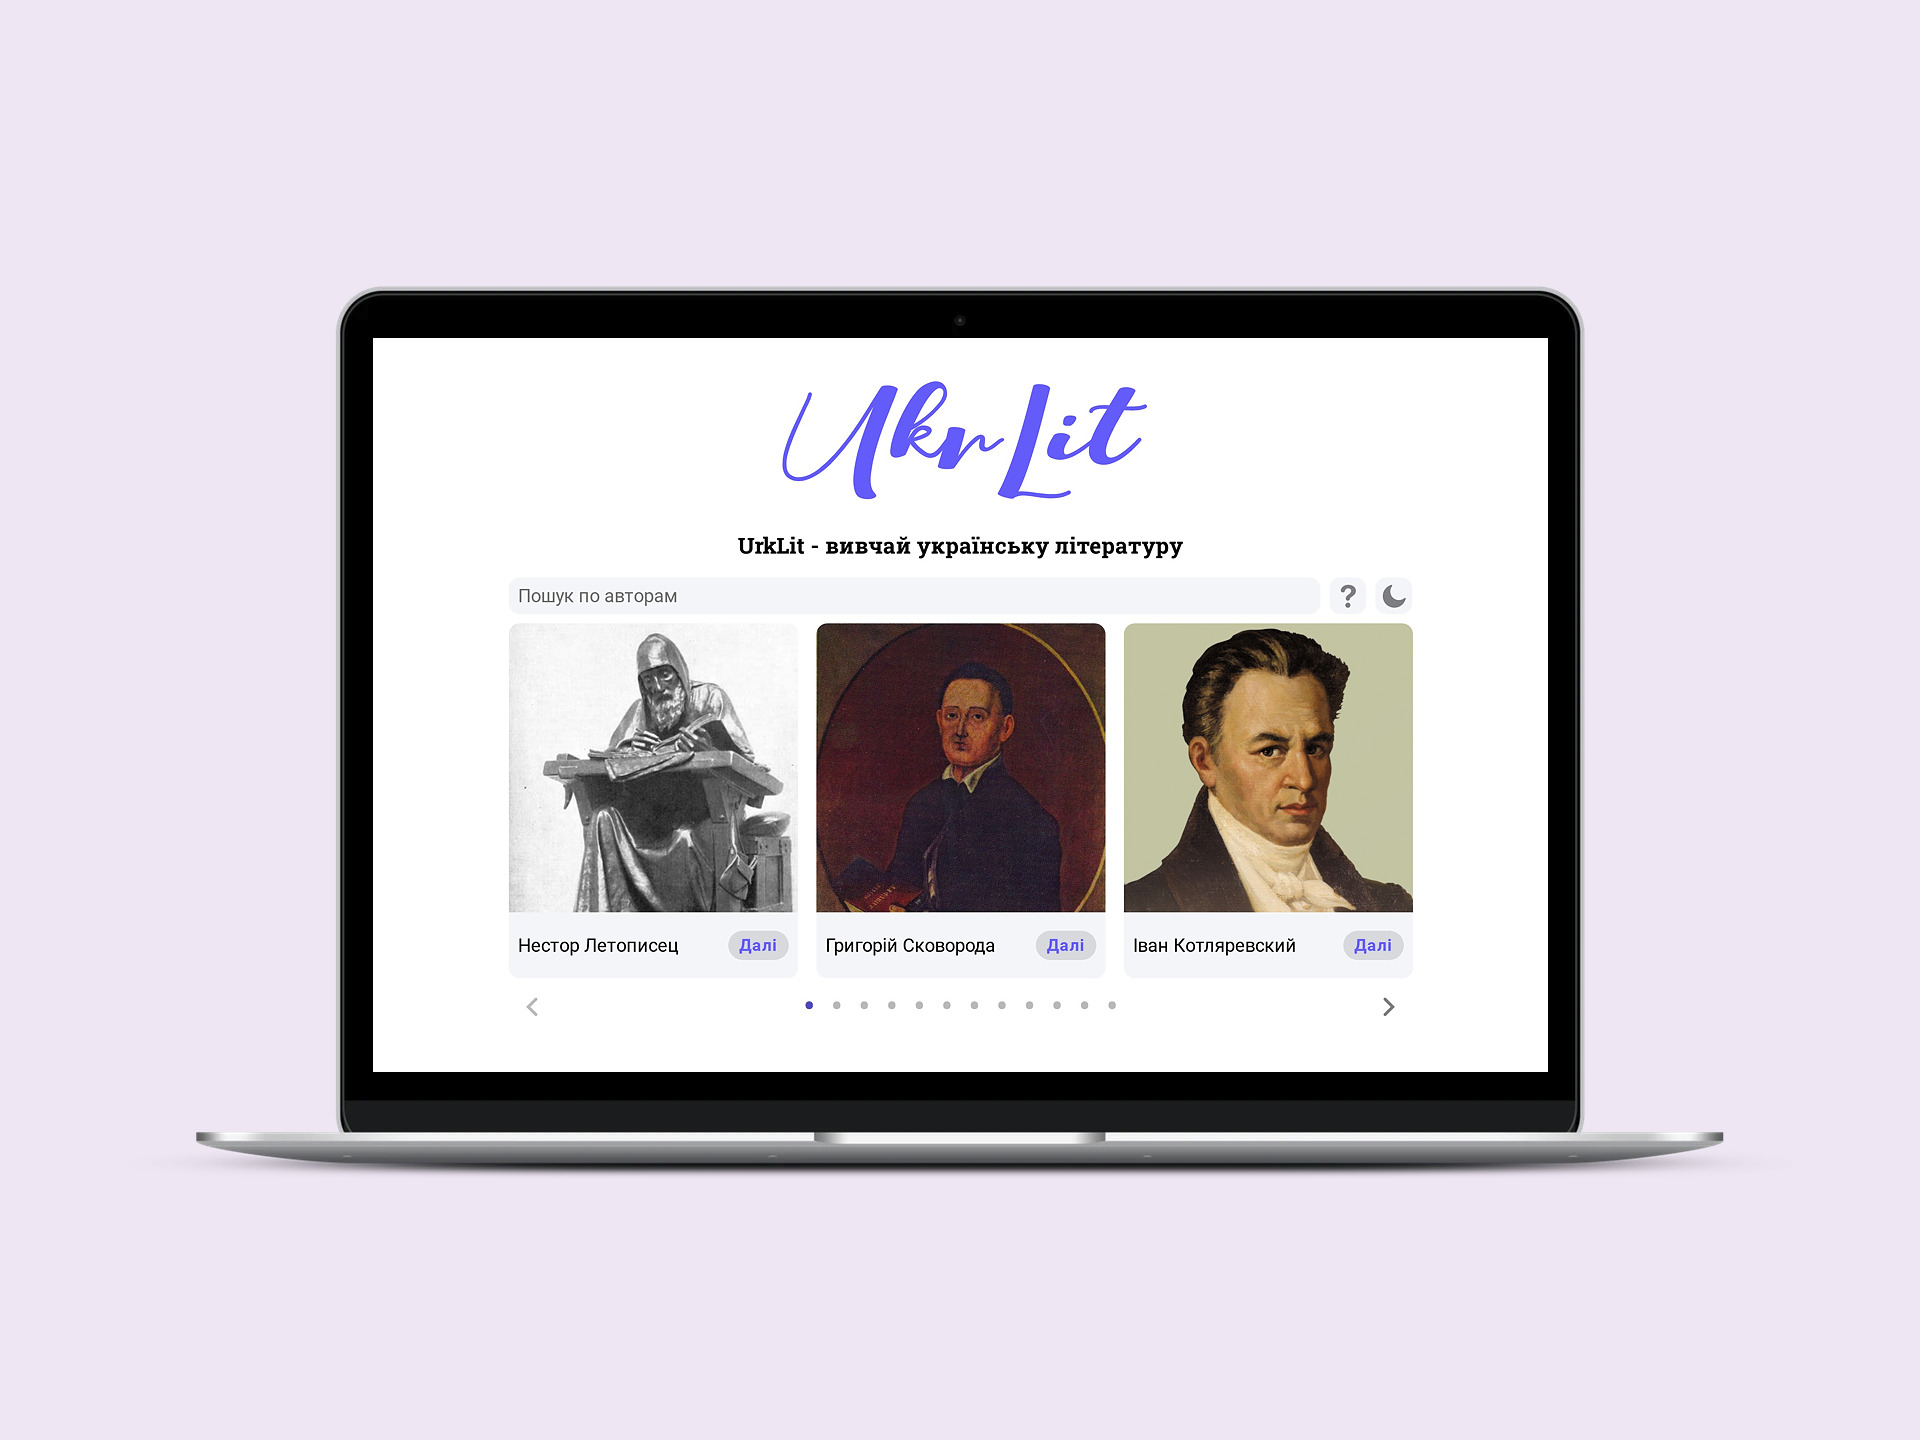 UkrLit
UrkLit - вивчай українську літературу
Пошук по авторам
?
Нестор Летописец
Далі
Григорій Сковорода
Далі
Іван Котляревский
Далі